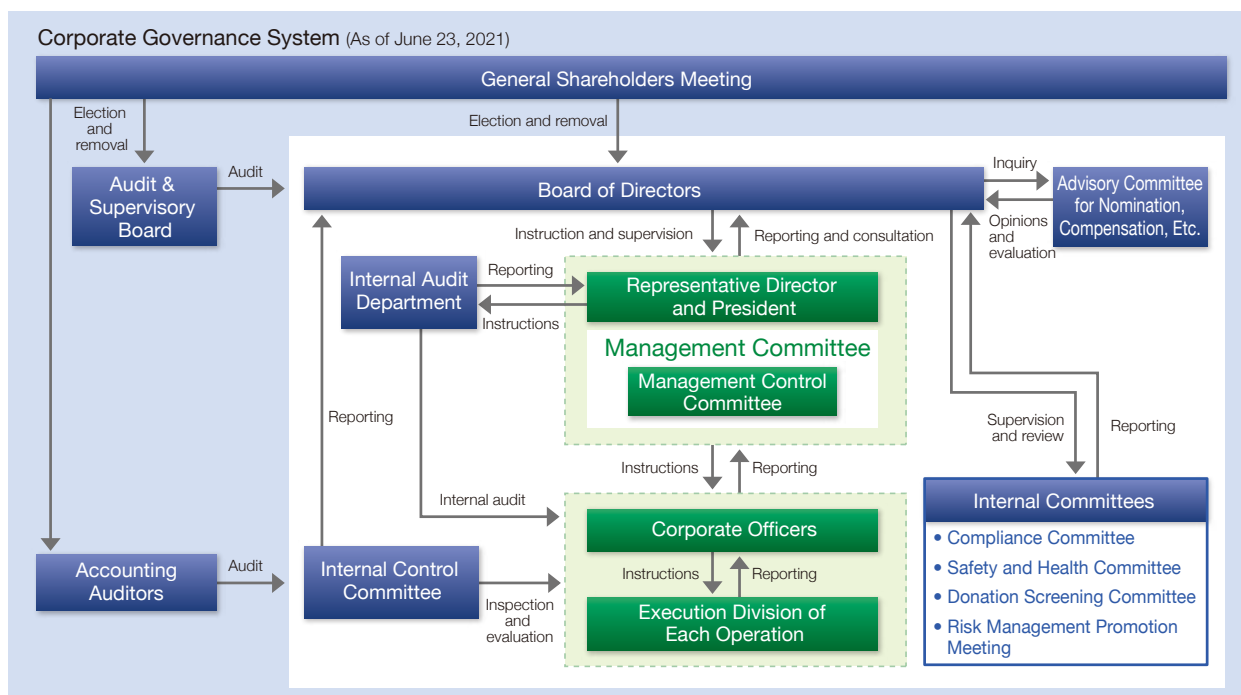 Corporate Governance System (As of June 23, 2021)
General Shareholders Meeting
Election
and
removal
Election and removal
Audit &
Supervisory
Board
Audit
Board of Directors
Inquiry
Opinions
and
evaluation
Advisory Committee
for Nomination,
Compensation, Etc.
Instruction and supervision
Reporting and consultation
Internal Audit
Department
Reporting
Instructions
Representative Director
and President
Management Committee
Management Control
Committee
Reporting
Supervision
and review
Reporting
Instructions
Reporting
Internal audit
Corporate Officers
Instructions
Reporting
Execution Division of
Each Operation
Accounting
Auditors
Audit
Internal Control
Committee
Inspection
and
evaluation
Internal Committees
• Compliance Committee
• Safety and Health Committee
• Donation Screening Committee
• Risk Management Promotion
Meeting